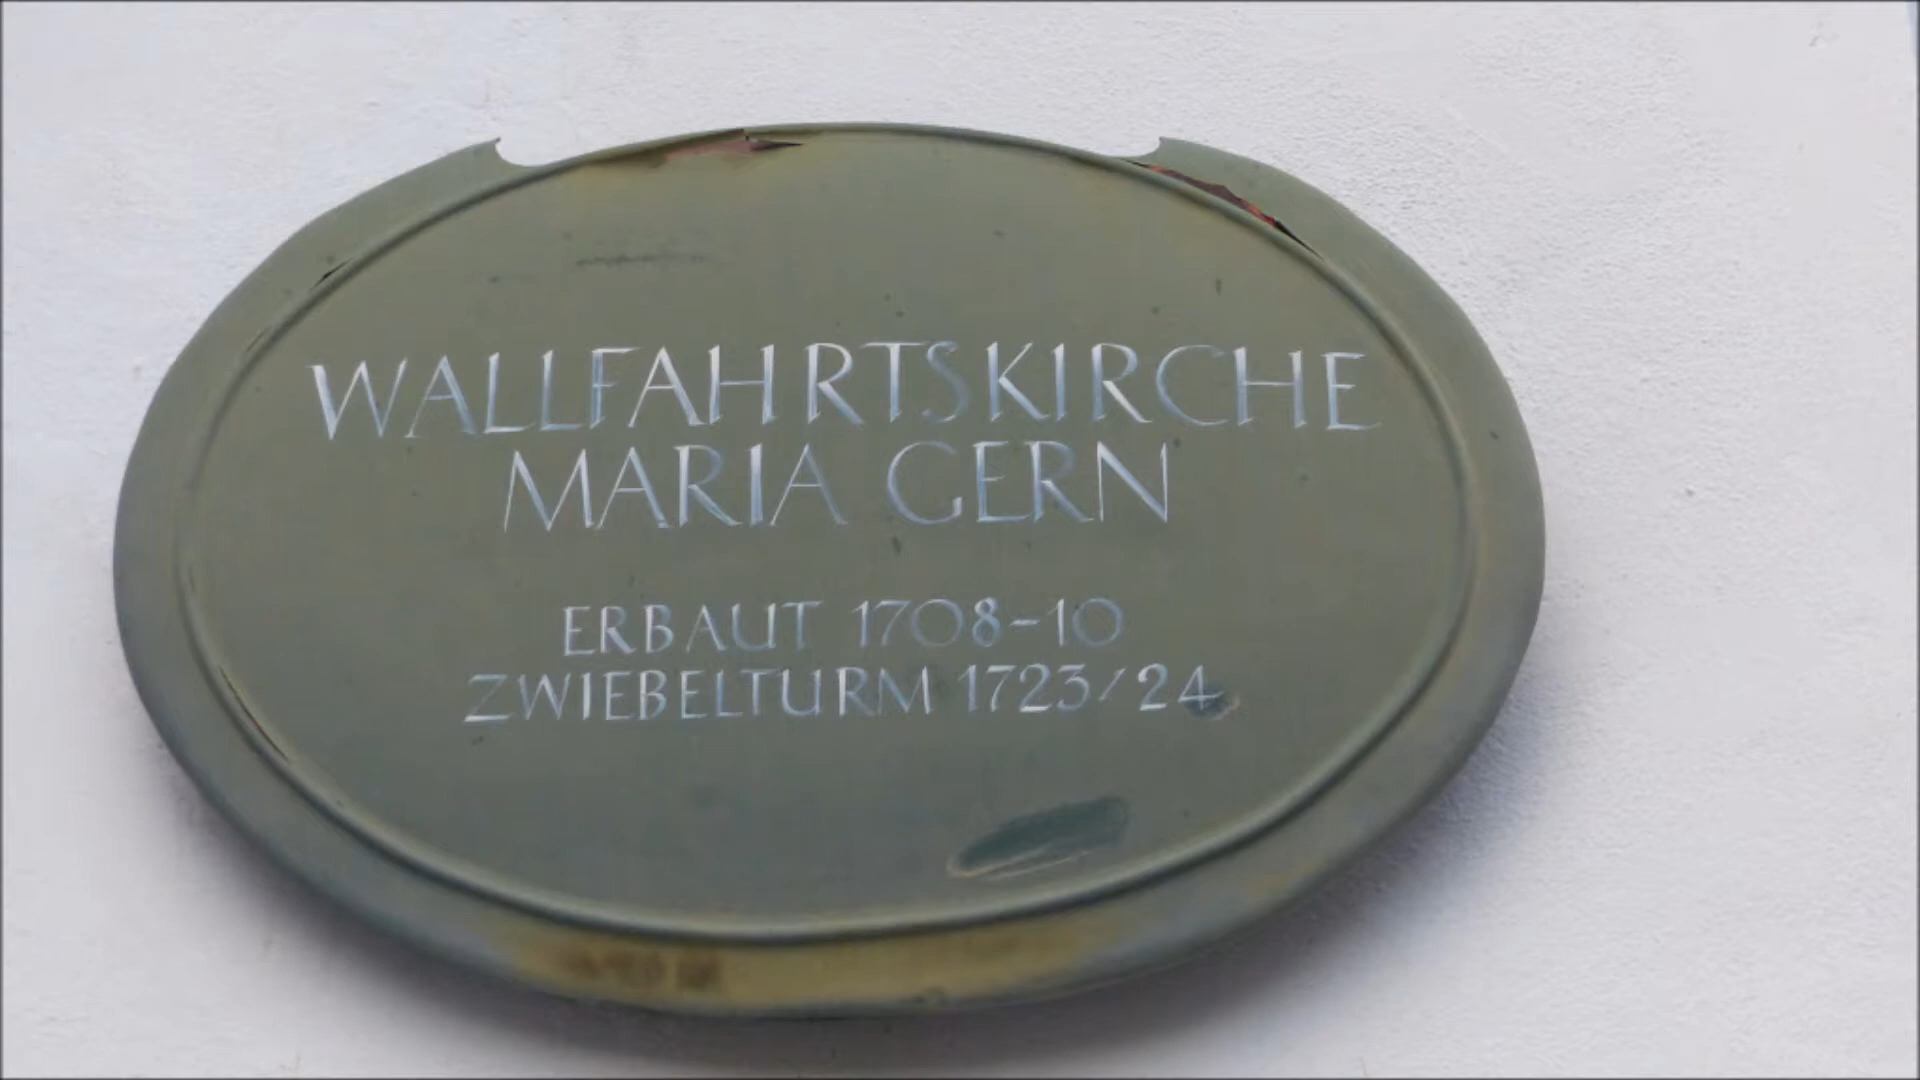 WALLFAHRTSKIRCHE
MARIA GERN
ERBAUT 1708-10
ZWIEBELTURM 1723/24